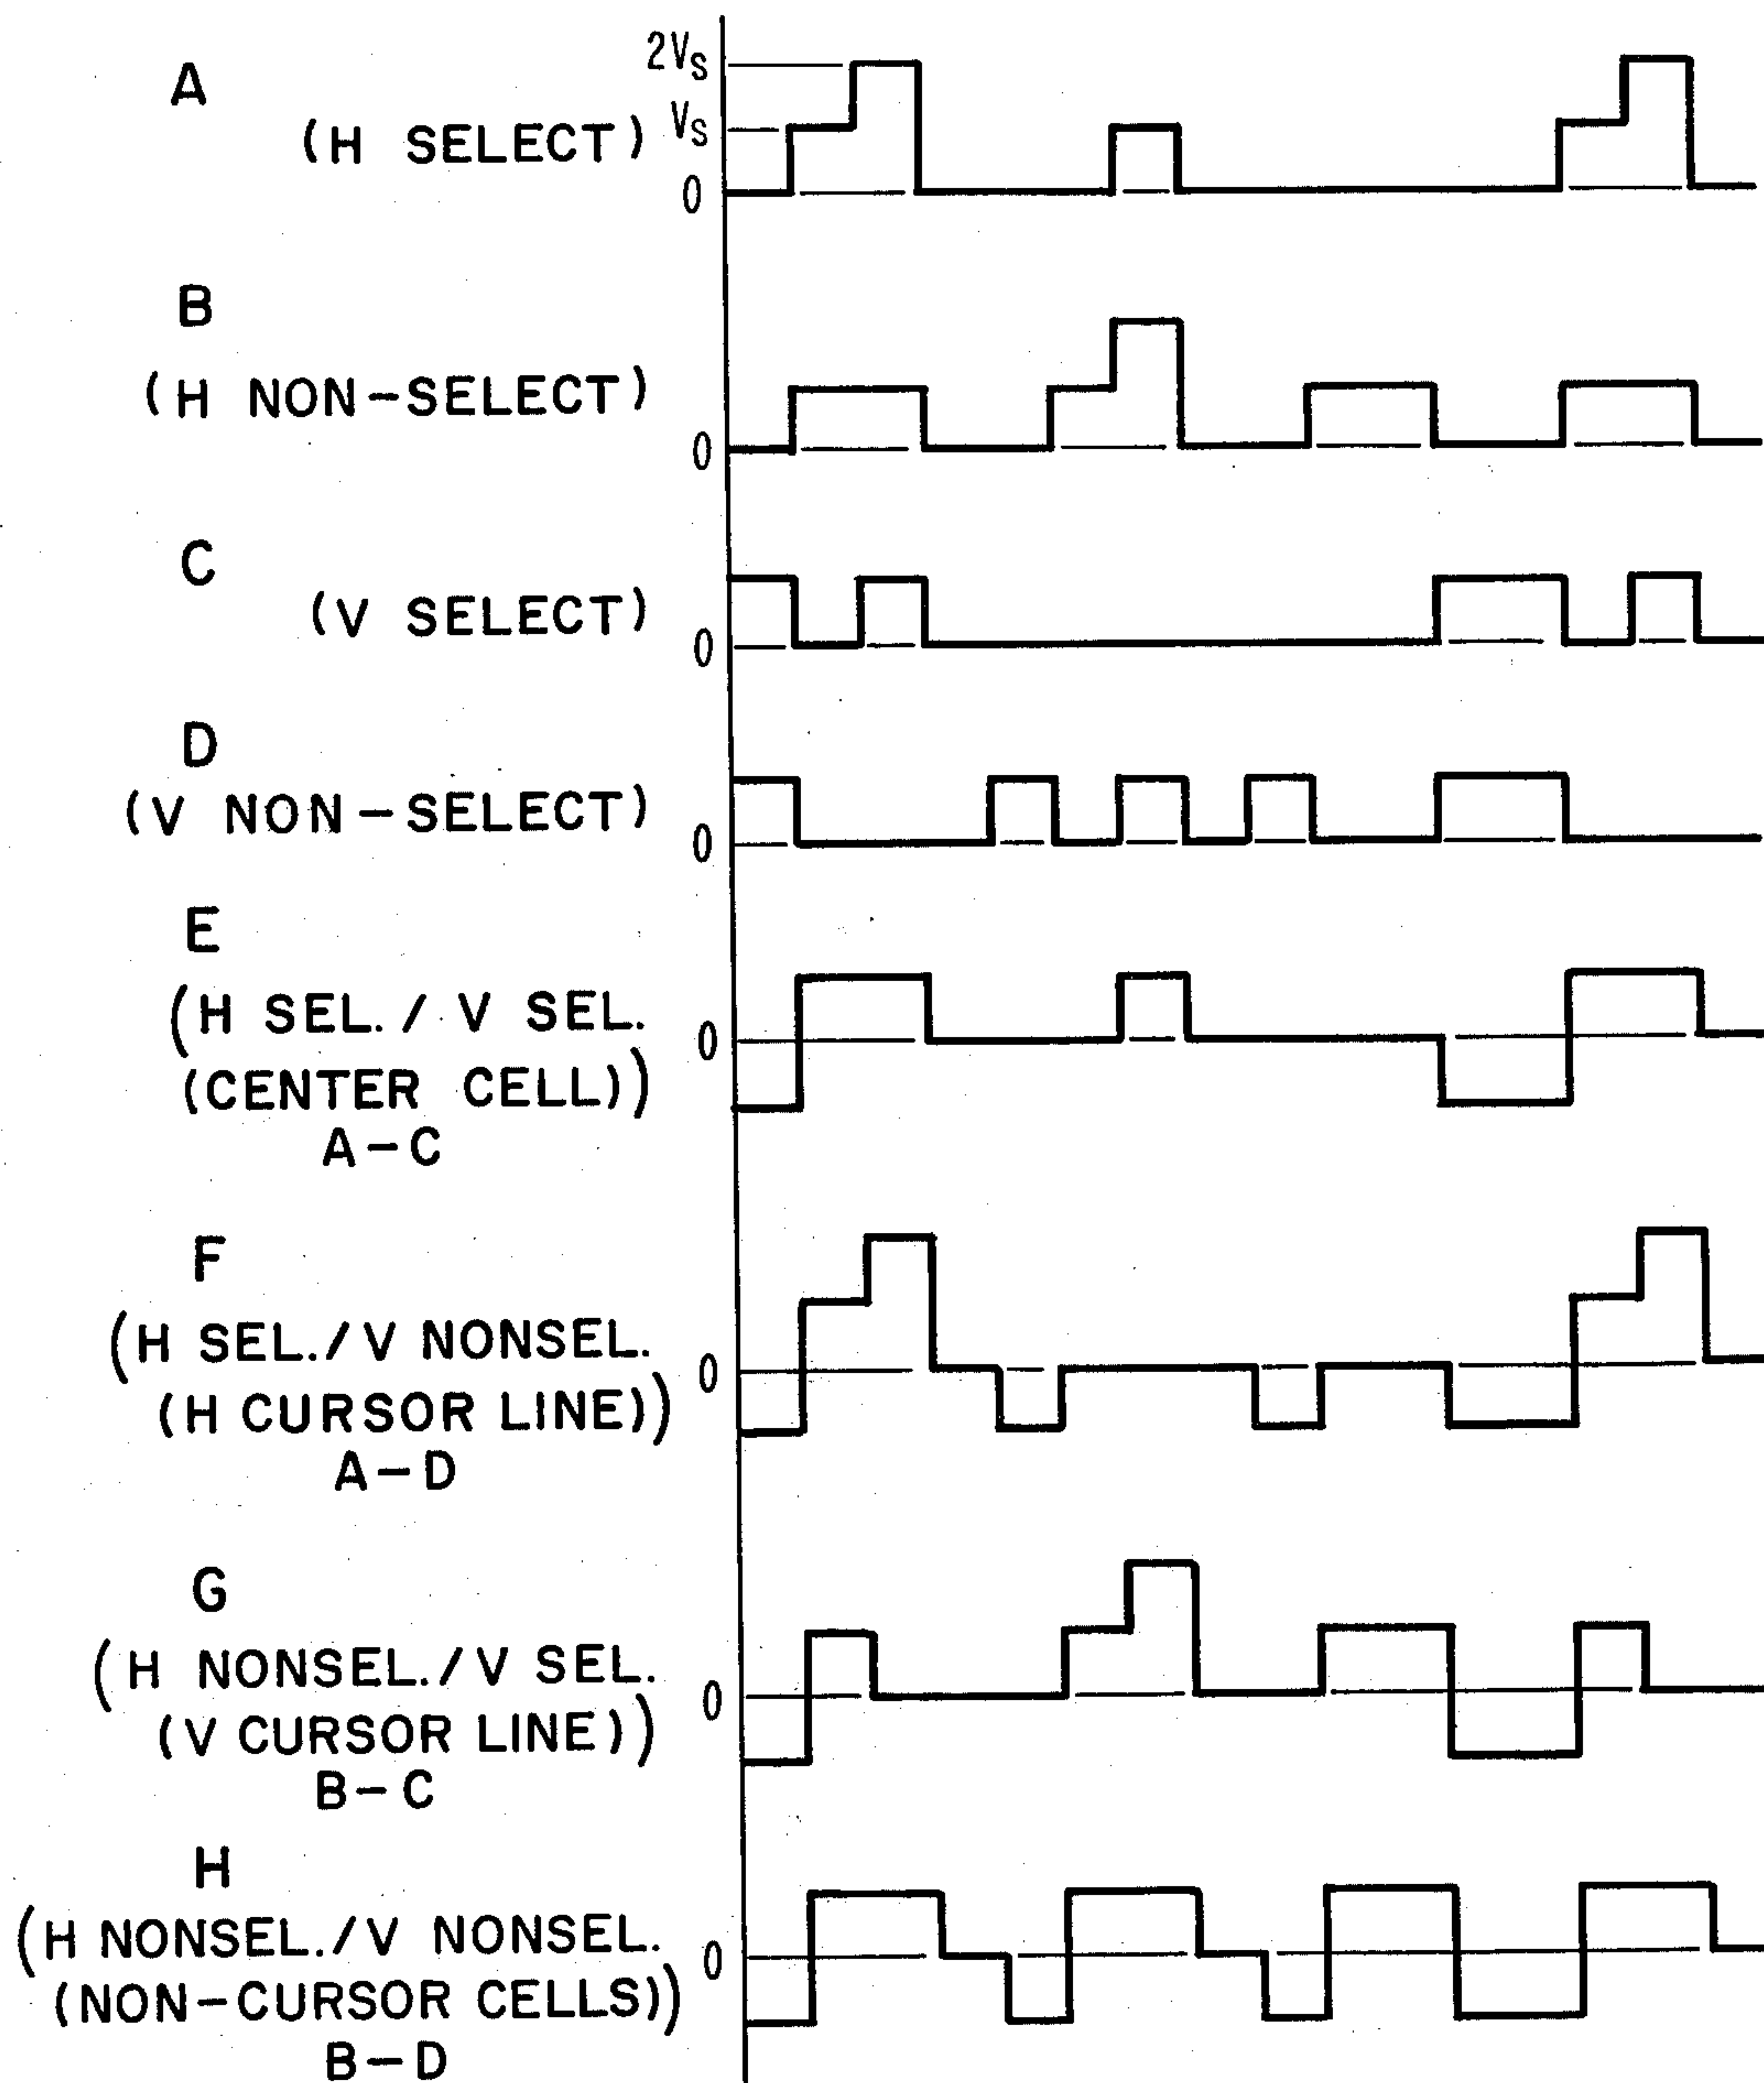 A
2Vs
(H SELECT)
Vs
0
B
(H NON-SELECT)
0
C
(V SELECT)
0
D
(V NON-SELECT)
0
E
(H SEL./ V SEL.
0
(CENTER CELL))
A-C
F
(H SEL./V NONSEL.
0
(H CURSOR LINE))
A-D
G
(H NONSEL./V SEL.
0
(V CURSOR LINE))
B-C
H
(H NONSEL./V NONSEL.
0
(NON-CURSOR CELLS))
B-D